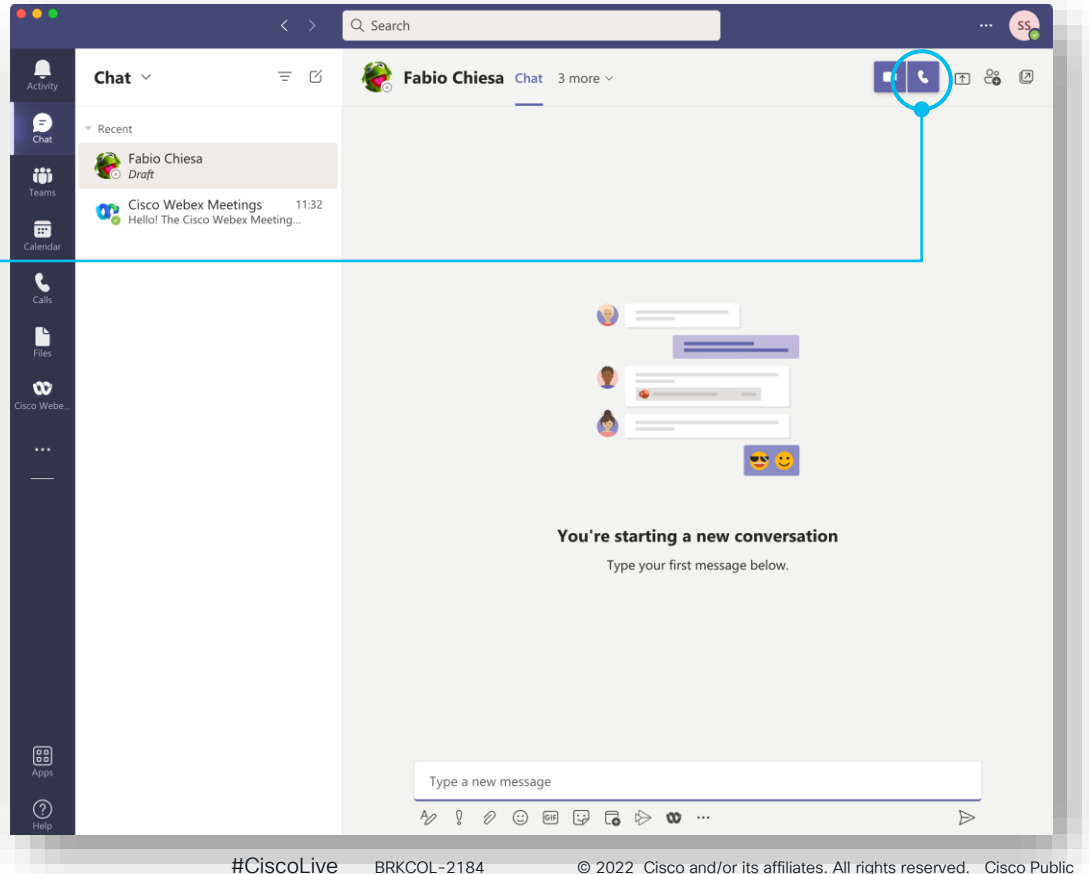 Search
SS
Activity
Chat
Teams
Calendar
Calls
Files
Cisco Webe...
Apps
Help
Chat
Recent
Fabio Chiesa
Draft
Cisco Webex Meetings 11:32
Hello! The Cisco Webex Meeting...
Fabio Chiesa Chat 3 more
You're starting a new conversation
Type your first message below.
Type a new message
GIF
#CiscoLive BRKCOL-2184 © 2022 Cisco and/or its affiliates. All rights reserved. Cisco Public